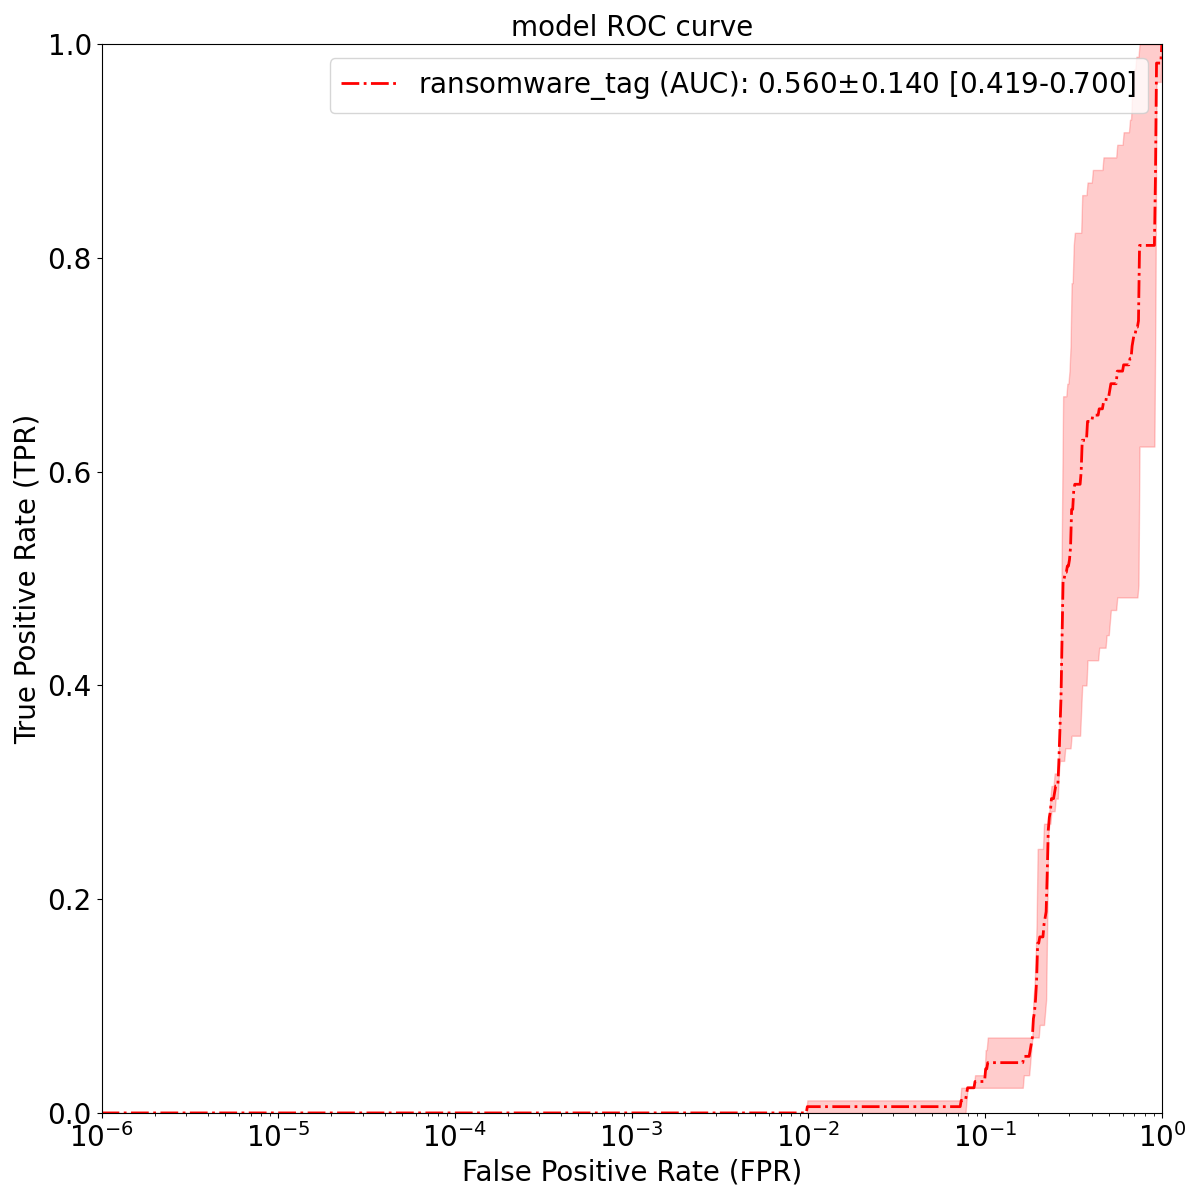 model ROC curve
ransomware_tag (AUC): 0.560±0.140 [0.419-0.700]
True Positive Rate (TPR)
1.0
0.8
0.6
0.4
0.2
0.0
10⁻⁶ 10⁻⁵ 10⁻⁴ 10⁻³ 10⁻² 10⁻¹ 10⁰
False Positive Rate (FPR)